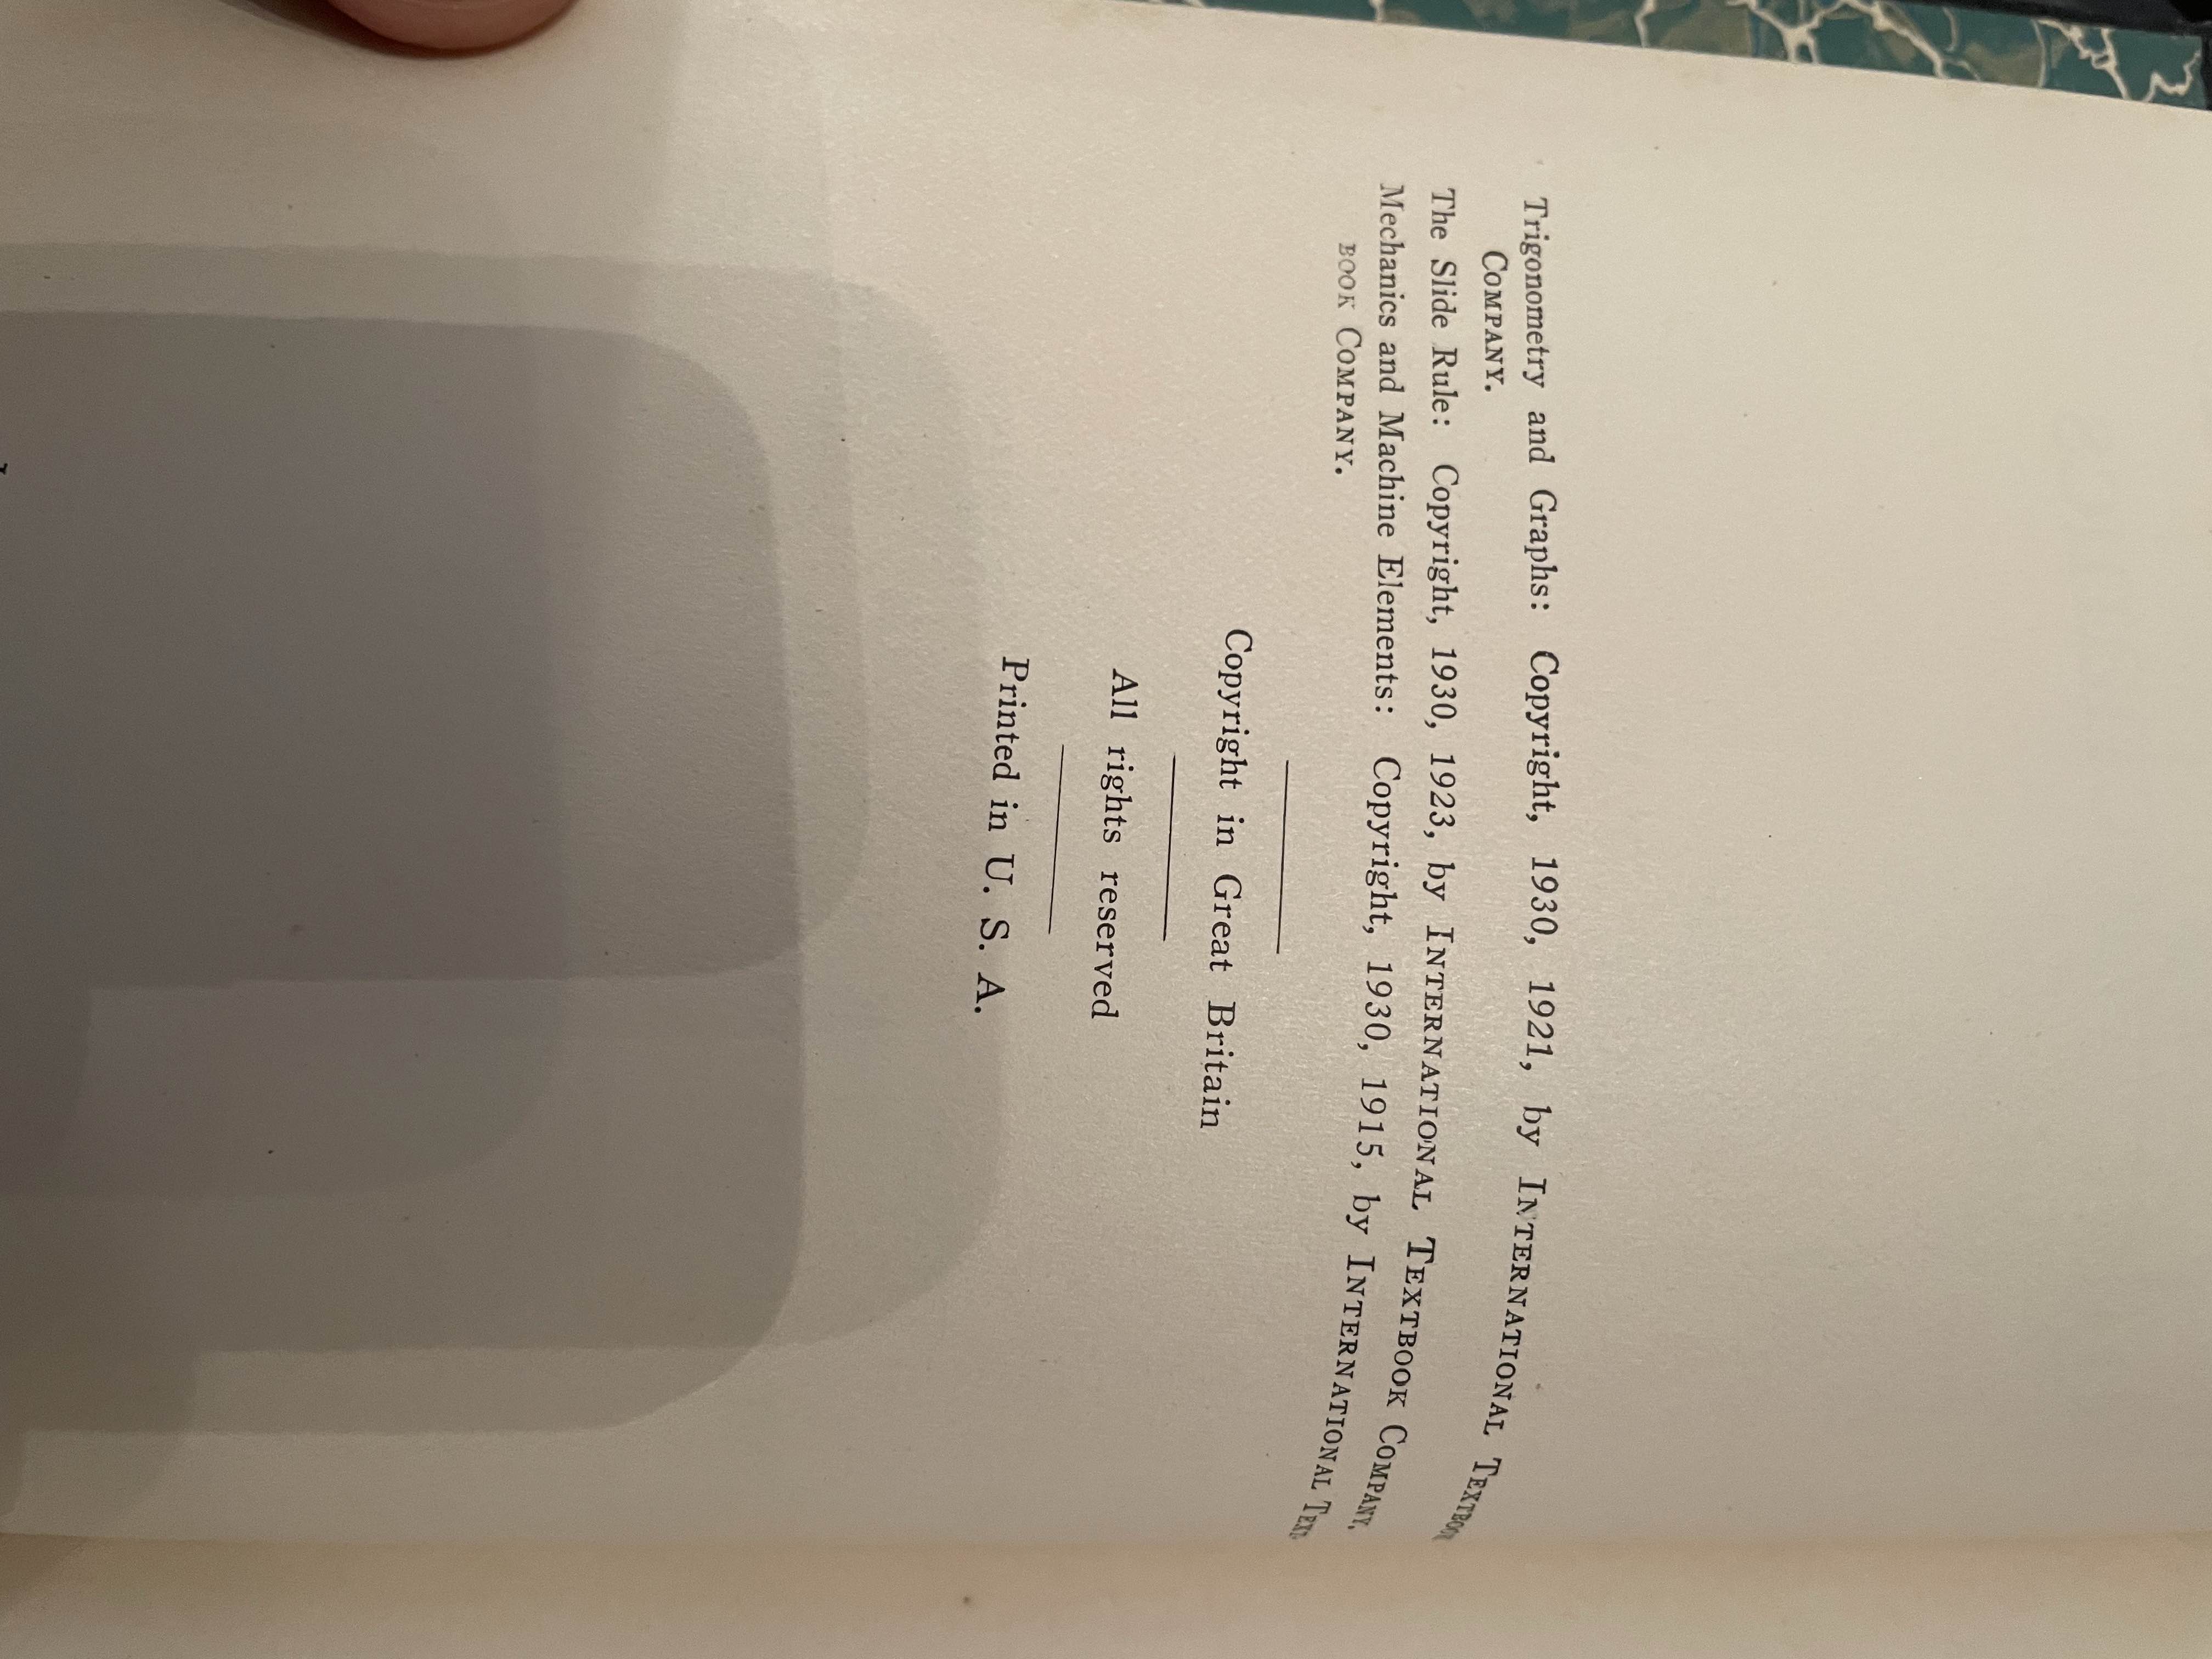 Trigonometry and Graphs: Copyright, 1930, 1921, by INTERNATIONAL TEXTBOOK
COMPANY.
The Slide Rule: Copyright, 1930, 1923, by INTERNATIONAL TEXTBOOK COMPANY.
Mechanics and Machine Elements: Copyright, 1930, 1915, by INTERNATIONAL TEXT-
BOOK COMPANY.
Copyright in Great Britain
All rights reserved
Printed in U. S. A.